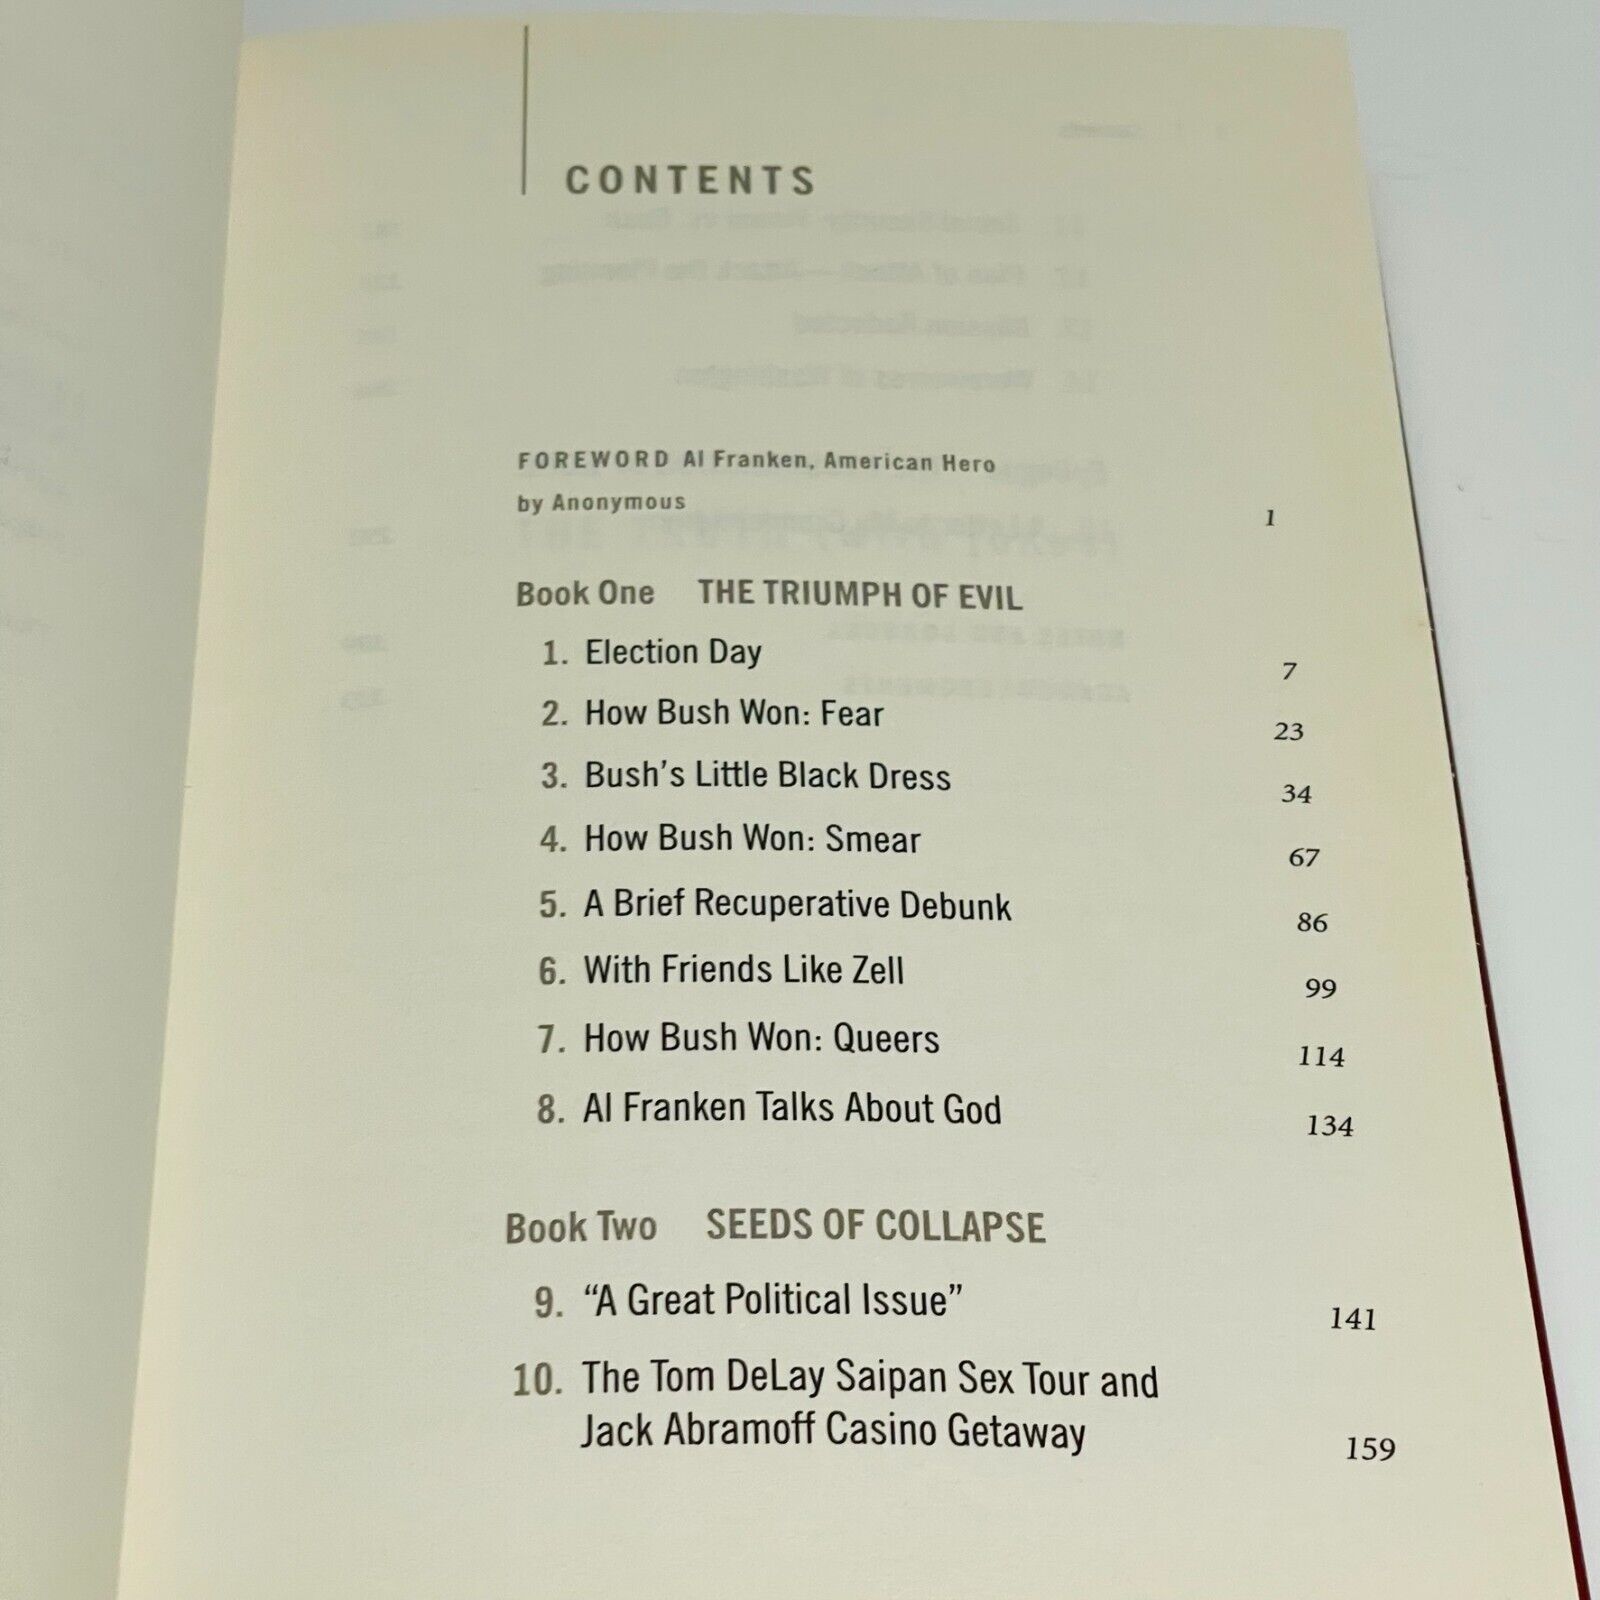 CONTENTS
FOREWORD Al Franken, American Hero
by Anonymous 1
Book One THE TRIUMPH OF EVIL
1. Election Day 7
2. How Bush Won: Fear 23
3. Bush's Little Black Dress 34
4. How Bush Won: Smear 67
5. A Brief Recuperative Debunk 86
6. With Friends Like Zell 99
7. How Bush Won: Queers 114
8. Al Franken Talks About God 134
Book Two SEEDS OF COLLAPSE
9. “A Great Political Issue” 141
10. The Tom DeLay Saipan Sex Tour and
Jack Abramoff Casino Getaway 159